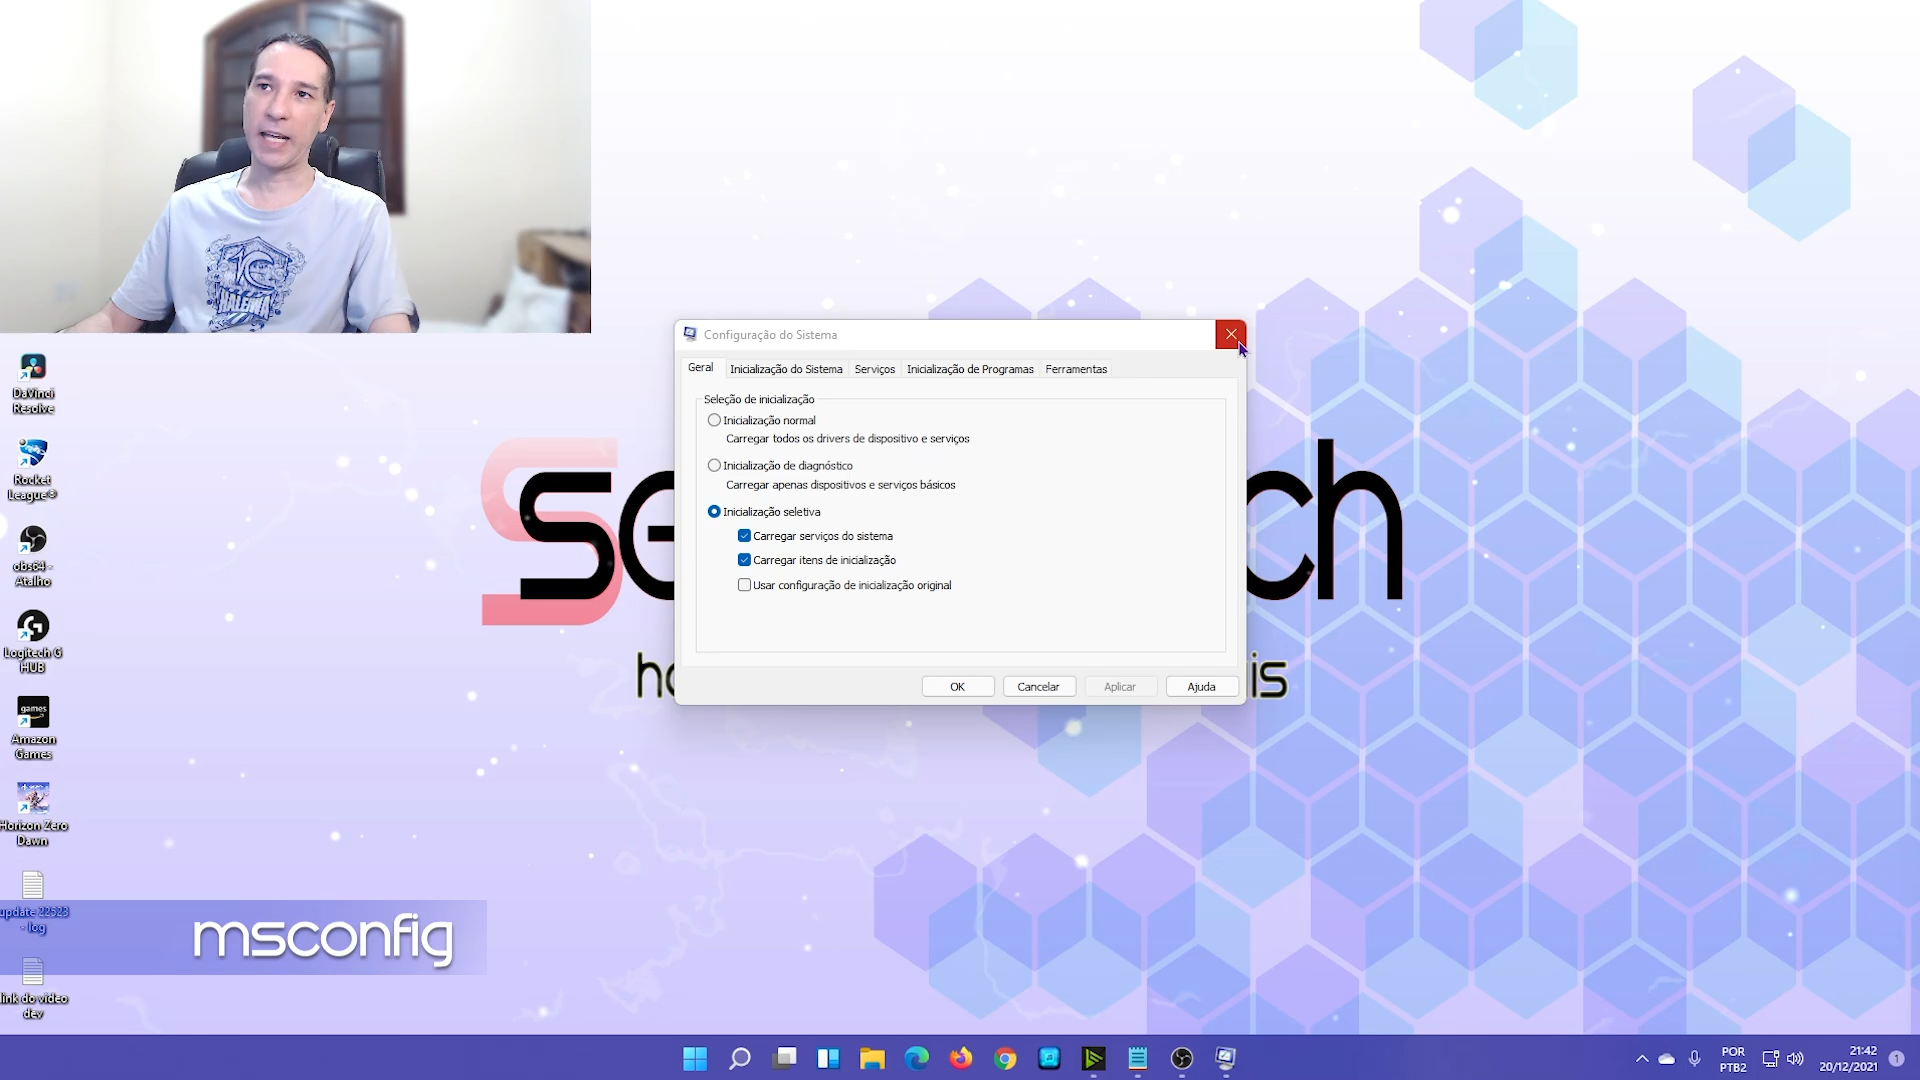 BALEIWA
Configuração do Sistema
Geral
Inicialização do Sistema
Serviços
Inicialização de Programas
Ferramentas
Seleção de inicialização
Inicialização normal
Carregar todos os drivers de dispositivo e serviços
Inicialização de diagnóstico
Carregar apenas dispositivos e serviços básicos
Inicialização seletiva
Carregar serviços do sistema
Carregar itens de inicialização
Usar configuração de inicialização original
OK
Cancelar
Aplicar
Ajuda
DaVinci
Resolve
Rocket
League®
obs64 -
Atalho
Logitech G
HUB
games
Amazon
Games
Horizon Zero
Dawn
update 22523
- log
link do video
dev
msconfig
POR
PTB2
21:42
20/12/2021
1